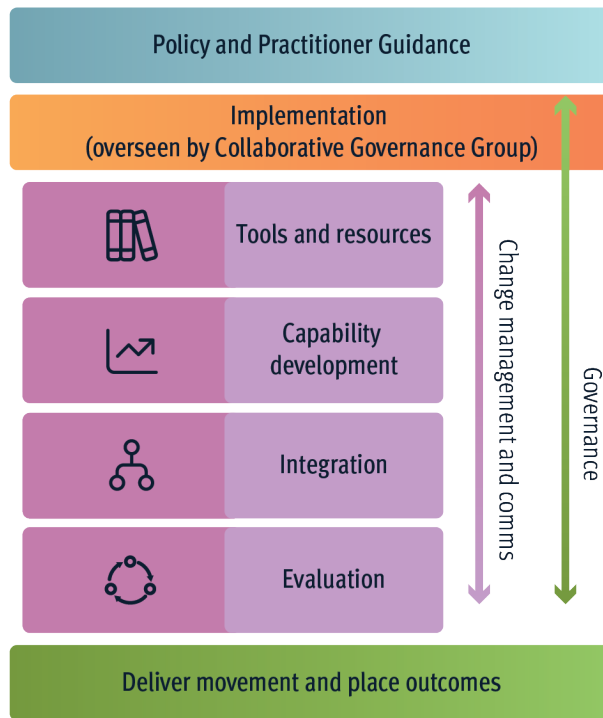 Policy and Practitioner Guidance
Implementation
(overseen by Collaborative Governance Group)
Tools and resources
Capability
development
Integration
Evaluation
Change management and comms
Governance
Deliver movement and place outcomes